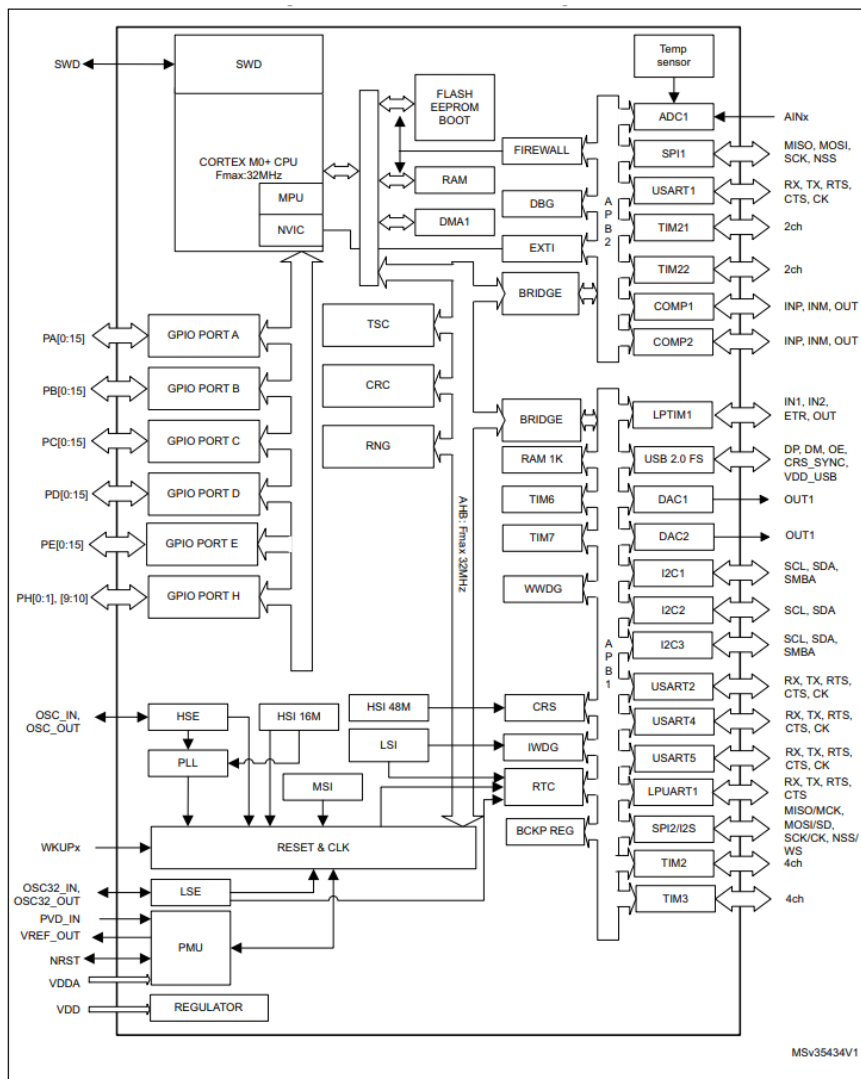 SWD
SWD
CORTEX M0+ CPU
Fmax:32MHz
MPU
NVIC
FLASH
EEPROM
BOOT
RAM
DMA1
FIREWALL
DBG
EXTI
BRIDGE
APB2
Temp
sensor
ADC1
AINx
SPI1
MISO, MOSI,
SCK, NSS
USART1
RX, TX, RTS,
CTS, CK
TIM21
2ch
TIM22
2ch
COMP1
INP, INM, OUT
COMP2
INP, INM, OUT
PA[0:15]
GPIO PORT A
PB[0:15]
GPIO PORT B
PC[0:15]
GPIO PORT C
PD[0:15]
GPIO PORT D
PE[0:15]
GPIO PORT E
PH[0:1], [9:10]
GPIO PORT H
TSC
CRC
RNG
AHB: Fmax 32MHz
BRIDGE
RAM 1K
TIM6
TIM7
WWDG
APB1
LPTIM1
IN1, IN2,
ETR, OUT
USB 2.0 FS
DP, DM, OE,
CRS_SYNC,
VDD_USB
DAC1
OUT1
DAC2
OUT1
I2C1
SCL, SDA,
SMBA
I2C2
SCL, SDA
I2C3
SCL, SDA,
SMBA
USART2
RX, TX, RTS,
CTS, CK
USART4
RX, TX, RTS,
CTS, CK
USART5
RX, TX, RTS,
CTS, CK
LPUART1
RX, TX, RTS,
CTS
SPI2/I2S
MISO/MCK,
MOSI/SD,
SCK/CK, NSS/
WS
TIM2
4ch
TIM3
4ch
OSC_IN,
OSC_OUT
HSE
HSI 16M
PLL
MSI
HSI 48M
LSI
CRS
IWDG
RTC
BCKP REG
WKUPx
RESET & CLK
OSC32_IN,
OSC32_OUT
LSE
PVD_IN
VREF_OUT
NRST
VDDA
PMU
VDD
REGULATOR
MSv35434V1